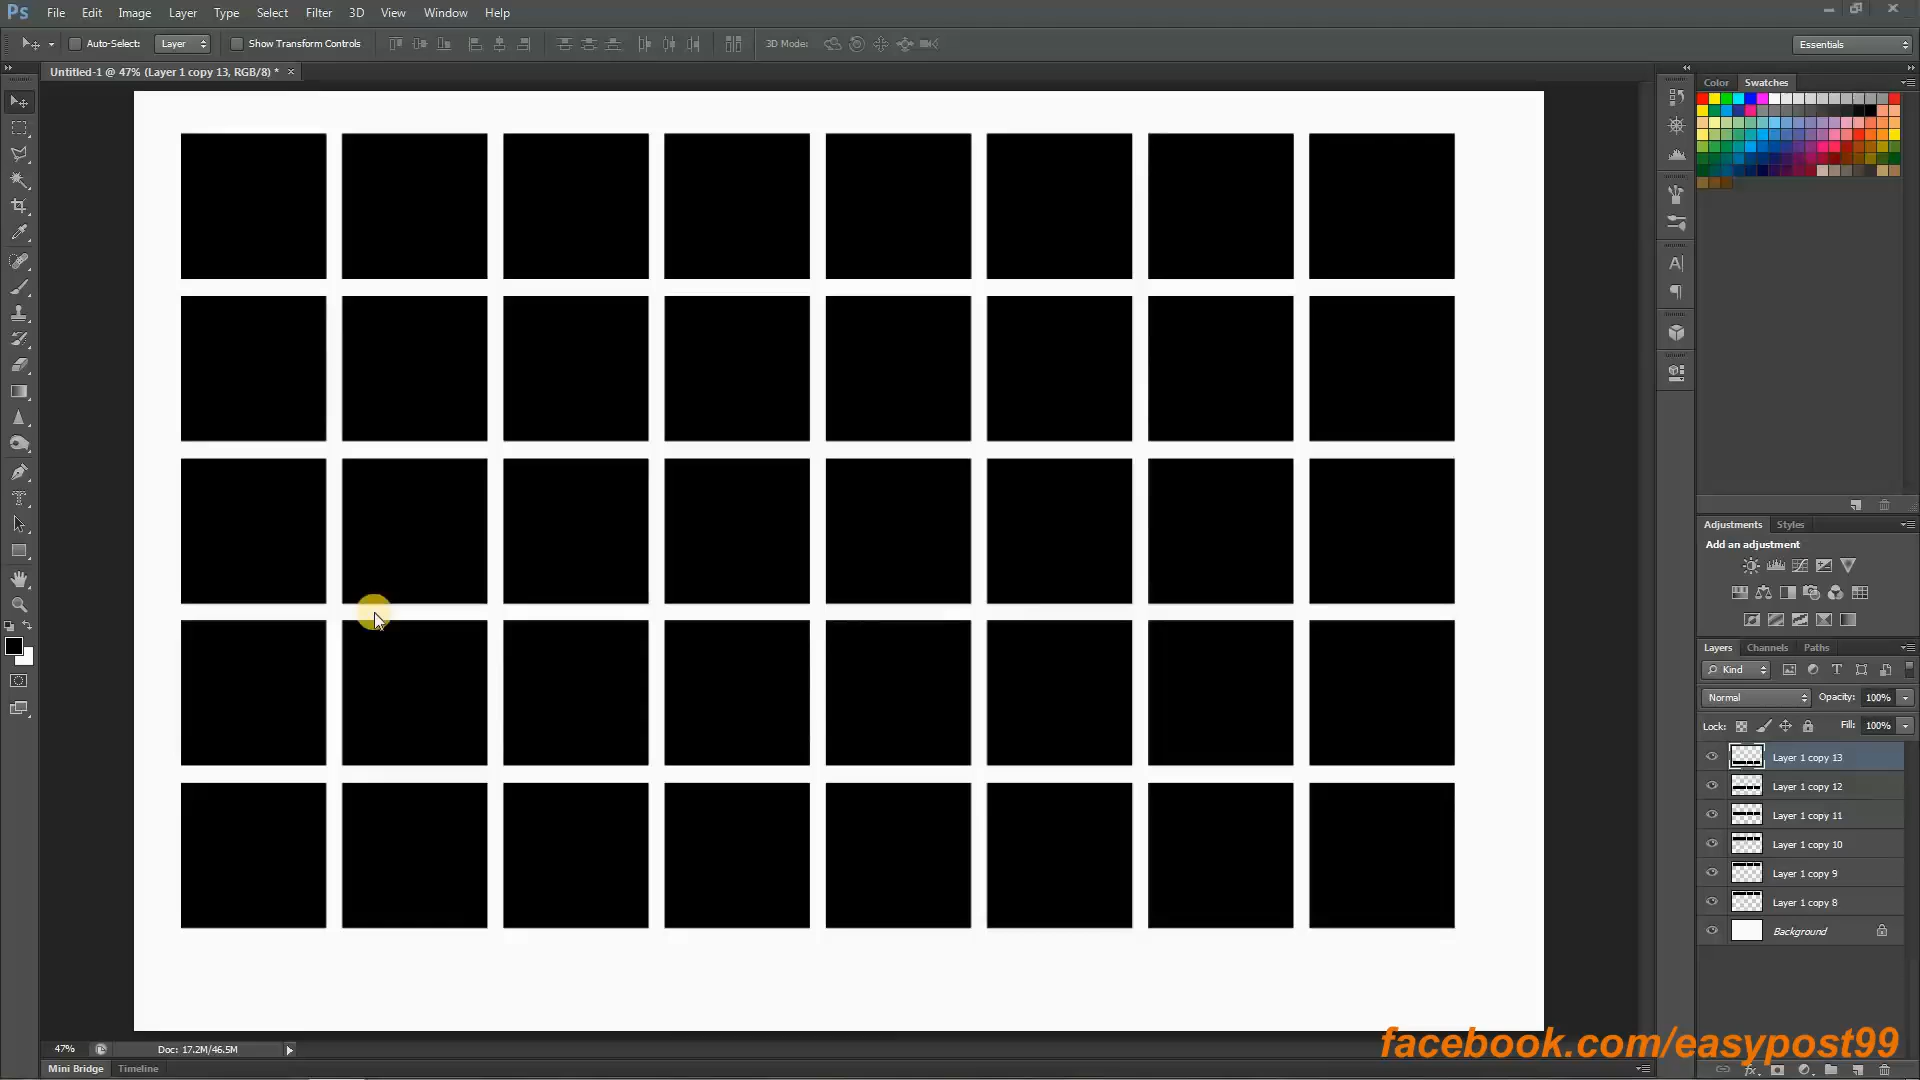 Ps File Edit Image Layer Type Select Filter 3D View Window Help
Auto-Select: Layer Show Transform Controls 3D Mode: Essentials
Untitled-1 @ 47% (Layer 1 copy 13, RGB/8) * ×
Color Swatches
Adjustments Styles
Add an adjustment
Layers Channels Paths
Kind
Normal Opacity: 100%
Lock: Fill: 100%
Layer 1 copy 13
Layer 1 copy 12
Layer 1 copy 11
Layer 1 copy 10
Layer 1 copy 9
Layer 1 copy 8
Background
47% Doc: 17.2M/46.5M
facebook.com/easypost99
Mini Bridge Timeline